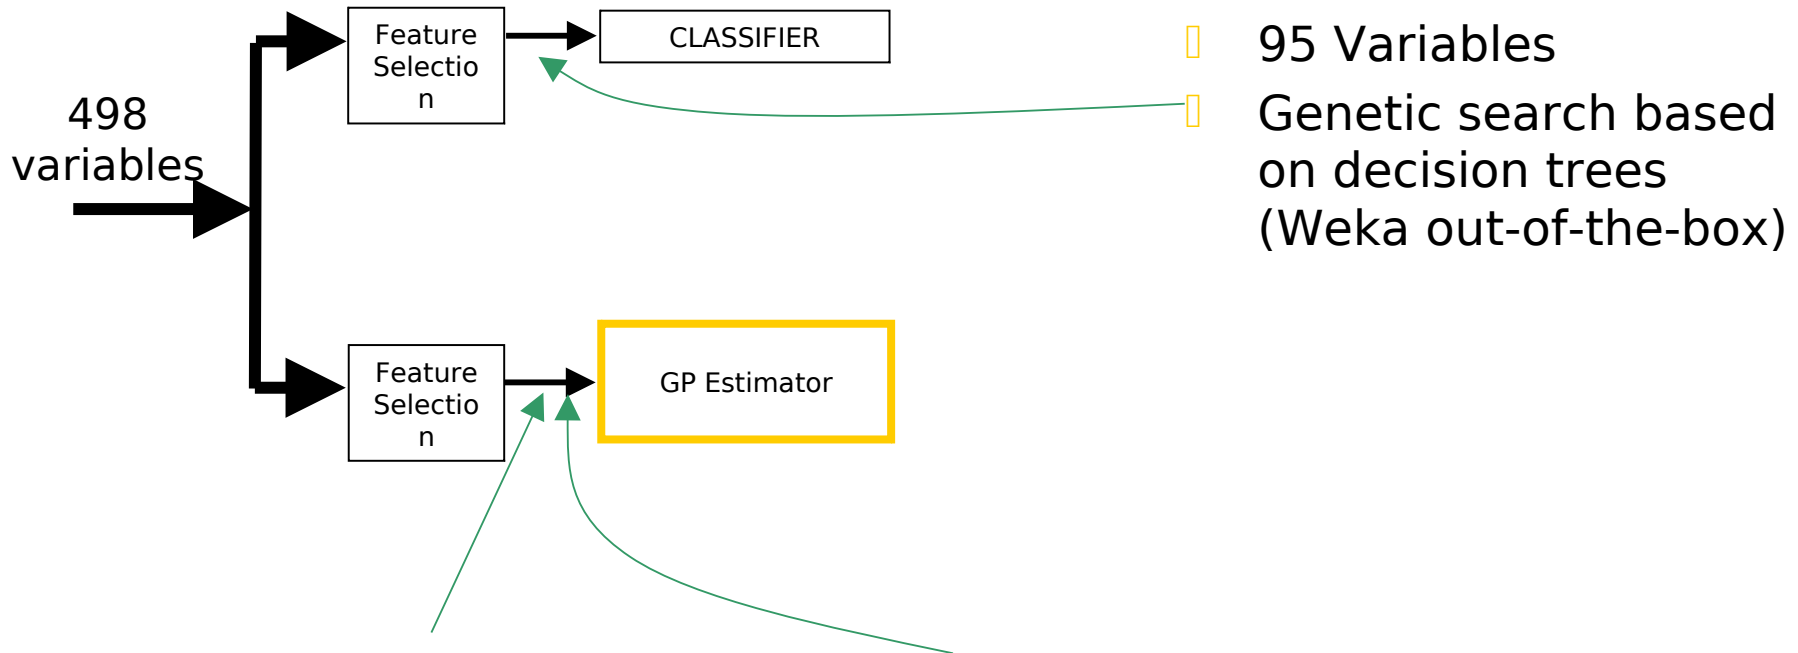 498
variables
Feature
Selectio
n
CLASSIFIER
95 Variables
Genetic search based
on decision trees
(Weka out-of-the-box)
Feature
Selectio
n
GP Estimator